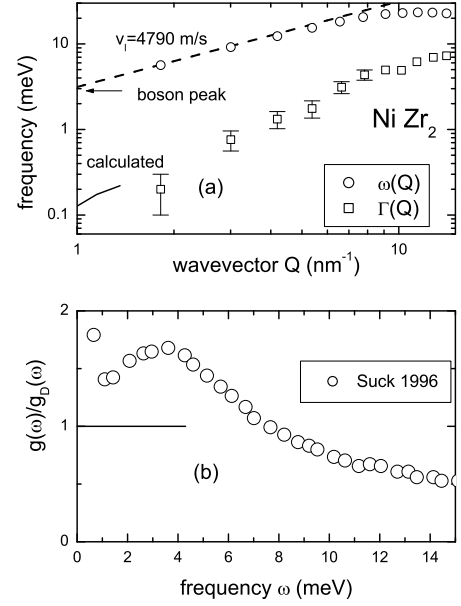 (a)
v_l=4790 m/s
boson peak
Ni Zr2
calculated
ω(Q)
Γ(Q)
frequency (meV)
10
1
0.1
1
10
wavevector Q (nm⁻¹)
(b)
Suck 1996
g(ω)/g_D(ω)
2
1
0
0 2 4 6 8 10 12 14
frequency ω (meV)